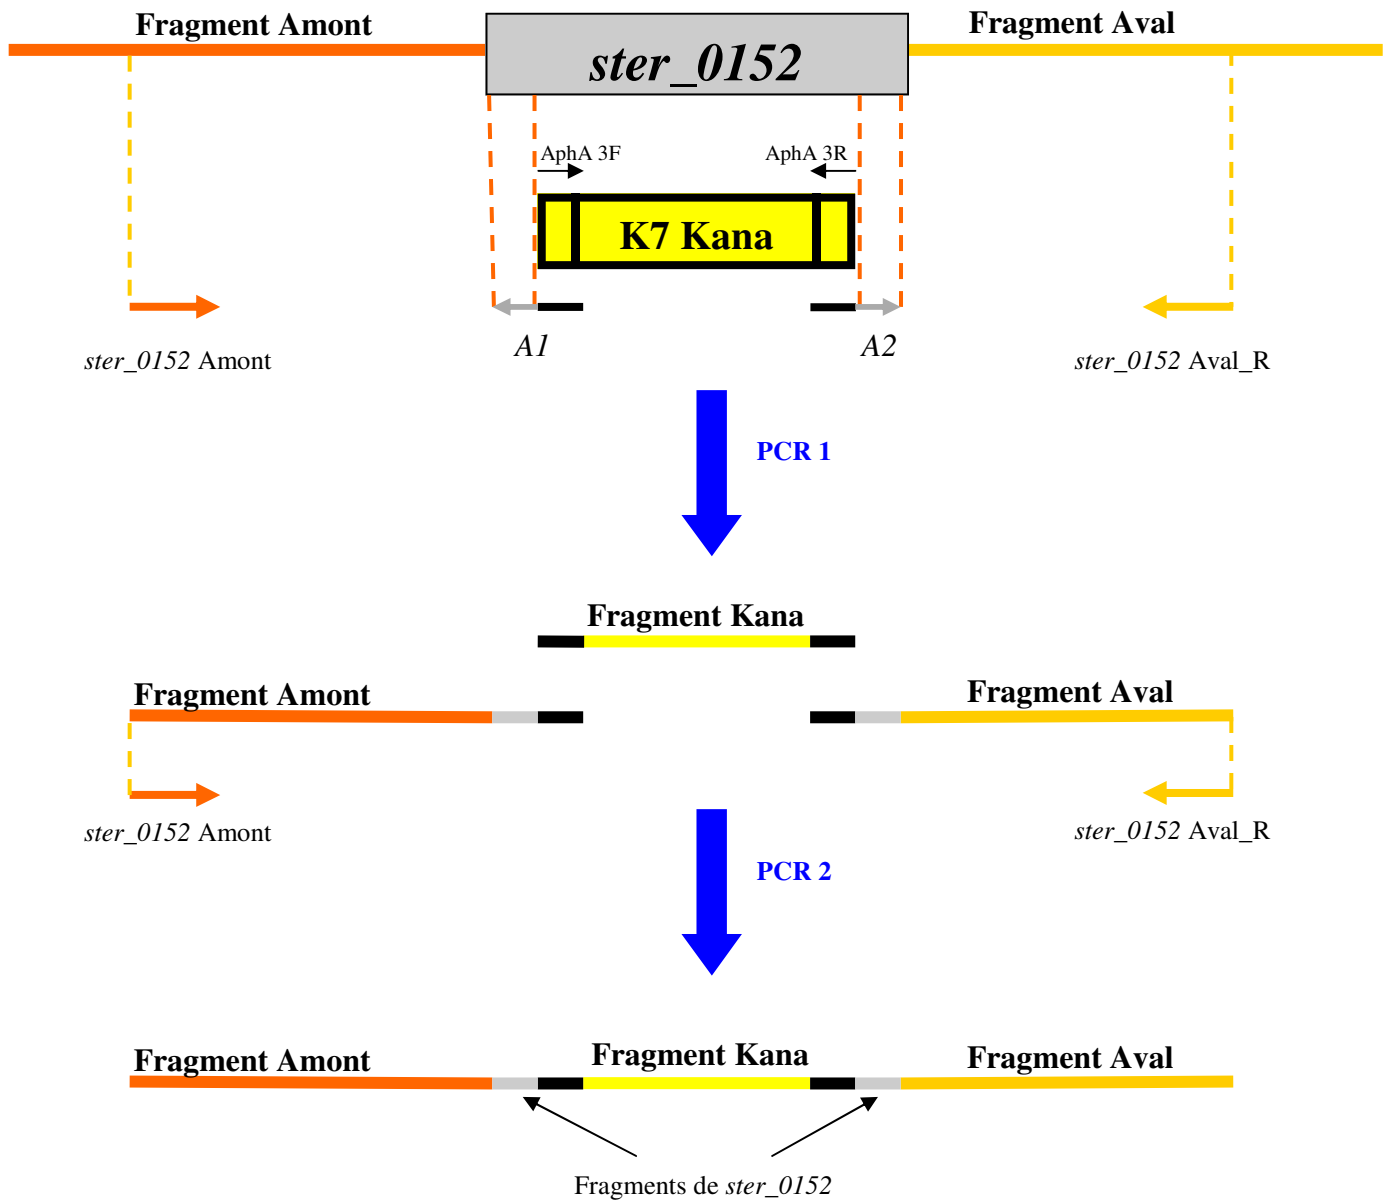 Fragment Amont
Fragment Aval
ster_0152
AphA 3F
AphA 3R
K7 Kana
A1
A2
ster_0152 Amont
ster_0152 Aval_R
PCR 1
Fragment Kana
Fragment Amont
Fragment Aval
ster_0152 Amont
ster_0152 Aval_R
PCR 2
Fragment Amont
Fragment Kana
Fragment Aval
Fragments de ster_0152